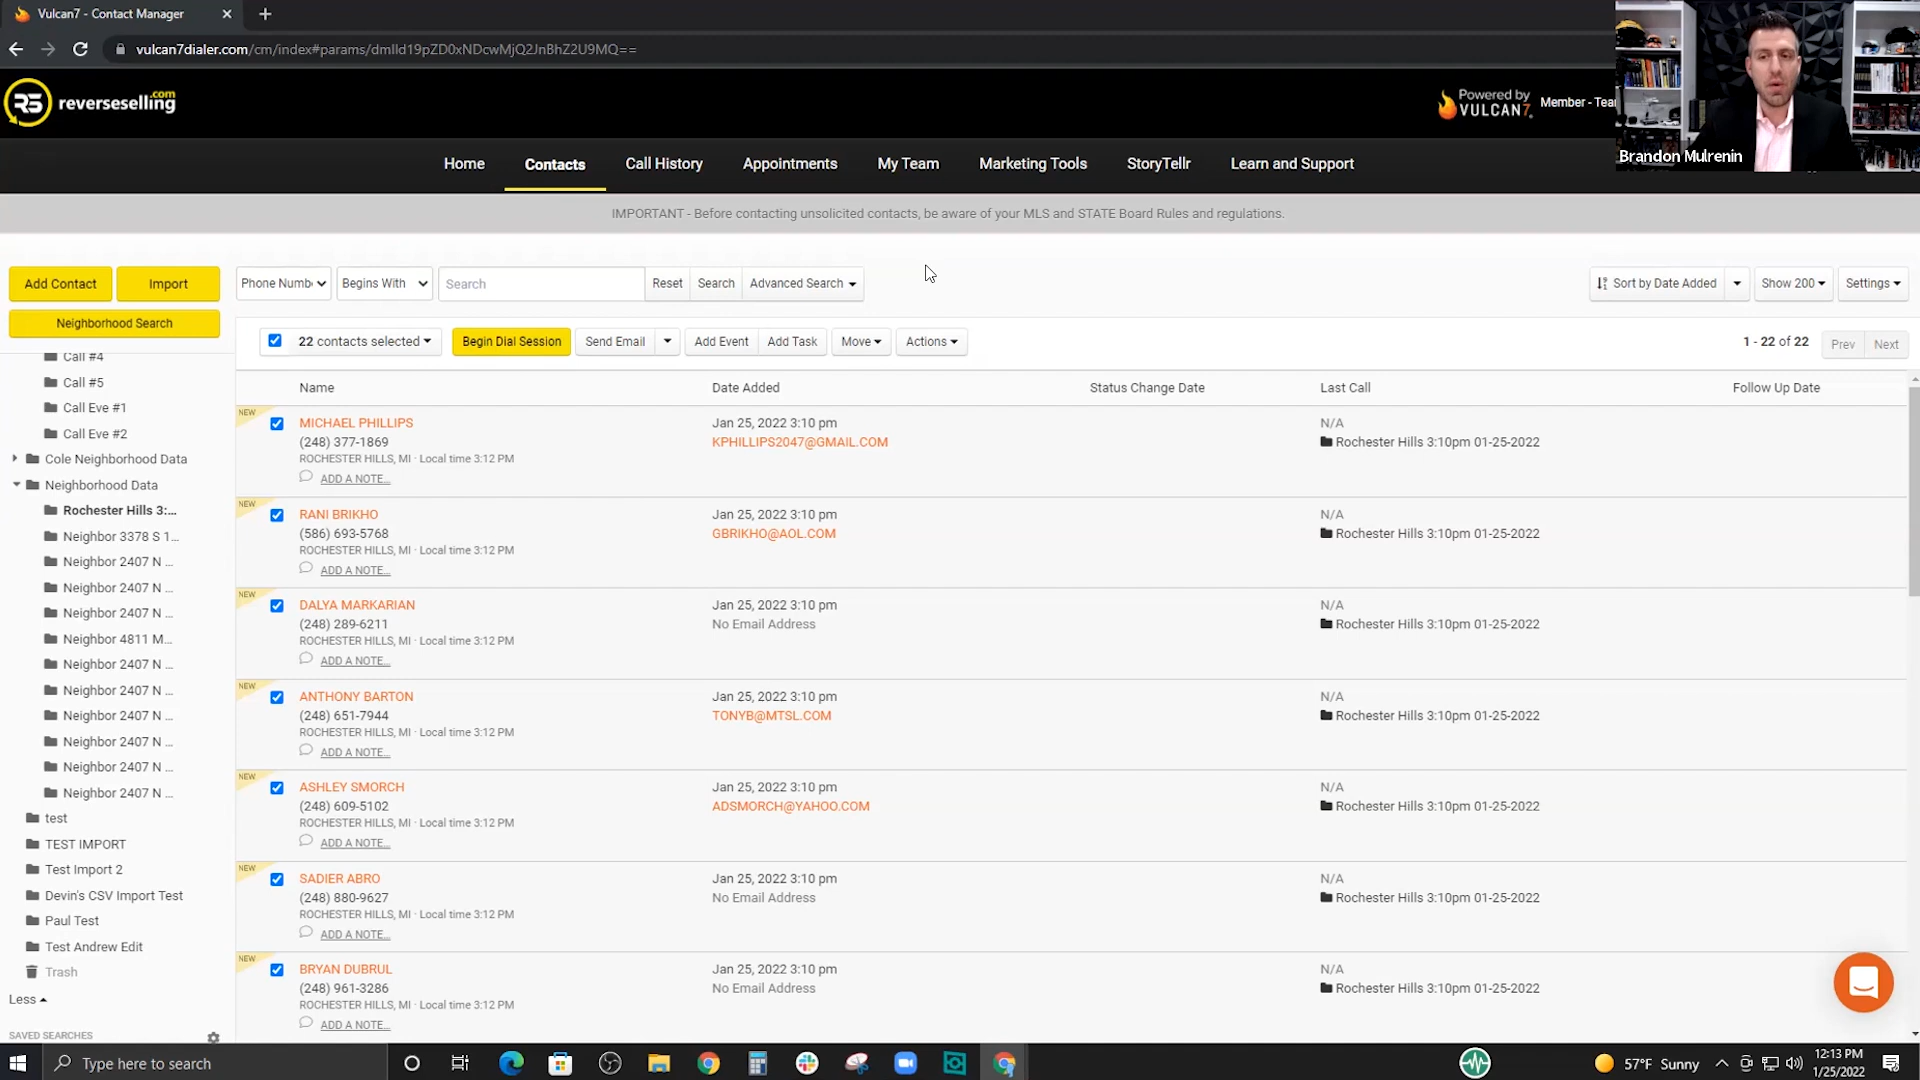 Vulcan7 - Contact Manager
vulcan7dialer.com/cm/index#params/dmlld19pZD0xNDcwMjQ2JnBhZ2U9MQ==
RS reverseselling.com
Powered by VULCAN7
Member - Tea
Brandon Mulrenin
Home Contacts Call History Appointments My Team Marketing Tools StoryTellr Learn and Support
IMPORTANT - Before contacting unsolicited contacts, be aware of your MLS and STATE Board Rules and regulations.
Add Contact Import
Neighborhood Search
Phone Numb Begins With Search Reset Search Advanced Search
Sort by Date Added Show 200 Settings
22 contacts selected Begin Dial Session Send Email Add Event Add Task Move Actions
1 - 22 of 22 Prev Next
Call #4
Call #5
Call Eve #1
Call Eve #2
Cole Neighborhood Data
Neighborhood Data
Rochester Hills 3:...
Neighbor 3378 S 1...
Neighbor 2407 N ...
Neighbor 2407 N ...
Neighbor 2407 N ...
Neighbor 4811 M...
Neighbor 2407 N ...
Neighbor 2407 N ...
Neighbor 2407 N ...
Neighbor 2407 N ...
Neighbor 2407 N ...
Neighbor 2407 N ...
test
TEST IMPORT
Test Import 2
Devin's CSV Import Test
Paul Test
Test Andrew Edit
Trash
Less
SAVED SEARCHES
Name Date Added Status Change Date Last Call Follow Up Date
NEW
MICHAEL PHILLIPS Jan 25, 2022 3:10 pm N/A
(248) 377-1869 KPHILLIPS2047@GMAIL.COM Rochester Hills 3:10pm 01-25-2022
ROCHESTER HILLS, MI · Local time 3:12 PM
ADD A NOTE...
NEW
RANI BRIKHO Jan 25, 2022 3:10 pm N/A
(586) 693-5768 GBRIKHO@AOL.COM Rochester Hills 3:10pm 01-25-2022
ROCHESTER HILLS, MI · Local time 3:12 PM
ADD A NOTE...
NEW
DALYA MARKARIAN Jan 25, 2022 3:10 pm N/A
(248) 289-6211 No Email Address Rochester Hills 3:10pm 01-25-2022
ROCHESTER HILLS, MI · Local time 3:12 PM
ADD A NOTE...
NEW
ANTHONY BARTON Jan 25, 2022 3:10 pm N/A
(248) 651-7944 TONYB@MTSL.COM Rochester Hills 3:10pm 01-25-2022
ROCHESTER HILLS, MI · Local time 3:12 PM
ADD A NOTE...
NEW
ASHLEY SMORCH Jan 25, 2022 3:10 pm N/A
(248) 609-5102 ADSMORCH@YAHOO.COM Rochester Hills 3:10pm 01-25-2022
ROCHESTER HILLS, MI · Local time 3:12 PM
ADD A NOTE...
NEW
SADIER ABRO Jan 25, 2022 3:10 pm N/A
(248) 880-9627 No Email Address Rochester Hills 3:10pm 01-25-2022
ROCHESTER HILLS, MI · Local time 3:12 PM
ADD A NOTE...
NEW
BRYAN DUBRUL Jan 25, 2022 3:10 pm N/A
(248) 961-3286 No Email Address Rochester Hills 3:10pm 01-25-2022
ROCHESTER HILLS, MI · Local time 3:12 PM
ADD A NOTE...
Type here to search
57°F Sunny
12:13 PM
1/25/2022